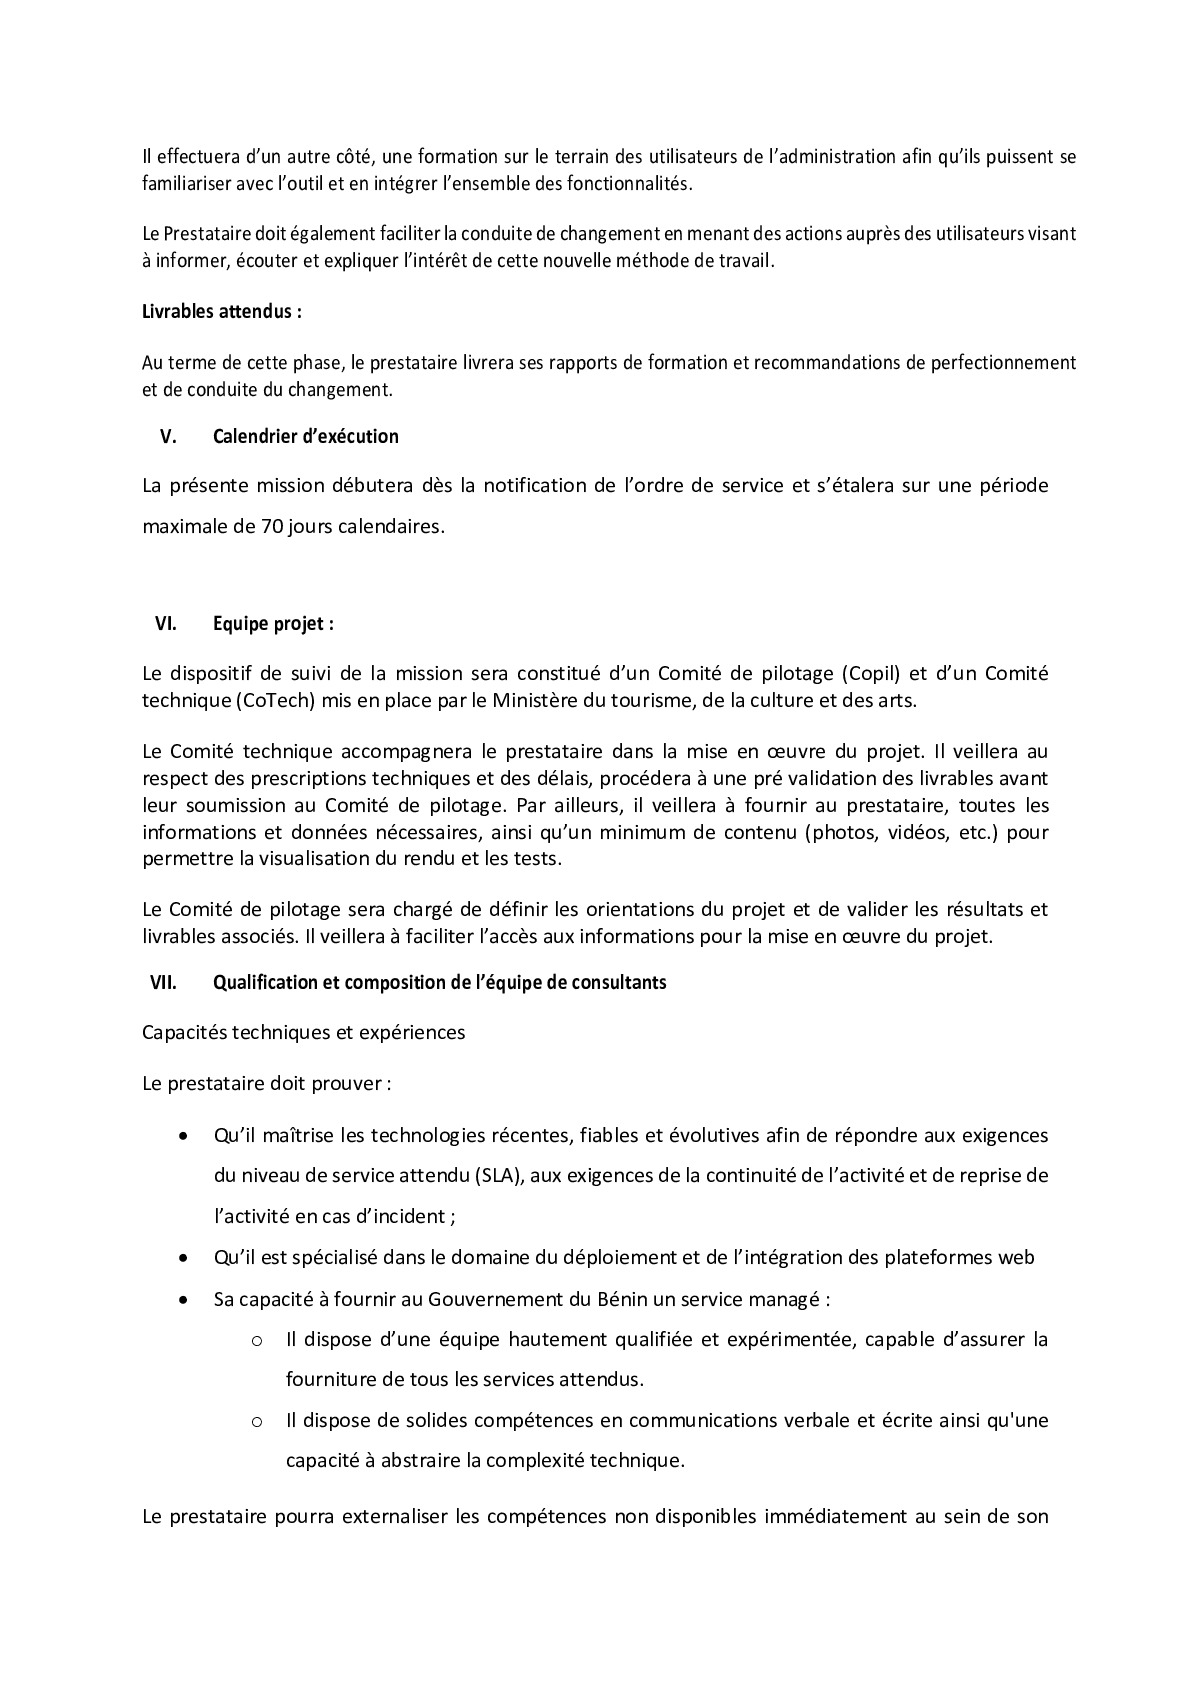 Il effectuera d’un autre côté, une formation sur le terrain des utilisateurs de l’administration afin qu’ils puissent se
familiariser avec l’outil et en intégrer l’ensemble des fonctionnalités.
Le Prestataire doit également faciliter la conduite de changement en menant des actions auprès des utilisateurs visant
à informer, écouter et expliquer l’intérêt de cette nouvelle méthode de travail.
Livrables attendus :
Au terme de cette phase, le prestataire livrera ses rapports de formation et recommandations de perfectionnement
et de conduite du changement.
V. Calendrier d’exécution
La présente mission débutera dès la notification de l’ordre de service et s’étalera sur une période
maximale de 70 jours calendaires.
VI. Equipe projet :
Le dispositif de suivi de la mission sera constitué d’un Comité de pilotage (Copil) et d’un Comité
technique (CoTech) mis en place par le Ministère du tourisme, de la culture et des arts.
Le Comité technique accompagnera le prestataire dans la mise en œuvre du projet. Il veillera au
respect des prescriptions techniques et des délais, procédera à une pré validation des livrables avant
leur soumission au Comité de pilotage. Par ailleurs, il veillera à fournir au prestataire, toutes les
informations et données nécessaires, ainsi qu’un minimum de contenu (photos, vidéos, etc.) pour
permettre la visualisation du rendu et les tests.
Le Comité de pilotage sera chargé de définir les orientations du projet et de valider les résultats et
livrables associés. Il veillera à faciliter l’accès aux informations pour la mise en œuvre du projet.
VII. Qualification et composition de l’équipe de consultants
Capacités techniques et expériences
Le prestataire doit prouver :
• Qu’il maîtrise les technologies récentes, fiables et évolutives afin de répondre aux exigences
du niveau de service attendu (SLA), aux exigences de la continuité de l’activité et de reprise de
l’activité en cas d’incident ;
• Qu’il est spécialisé dans le domaine du déploiement et de l’intégration des plateformes web
• Sa capacité à fournir au Gouvernement du Bénin un service managé :
o Il dispose d’une équipe hautement qualifiée et expérimentée, capable d’assurer la
fourniture de tous les services attendus.
o Il dispose de solides compétences en communications verbale et écrite ainsi qu'une
capacité à abstraire la complexité technique.
Le prestataire pourra externaliser les compétences non disponibles immédiatement au sein de son